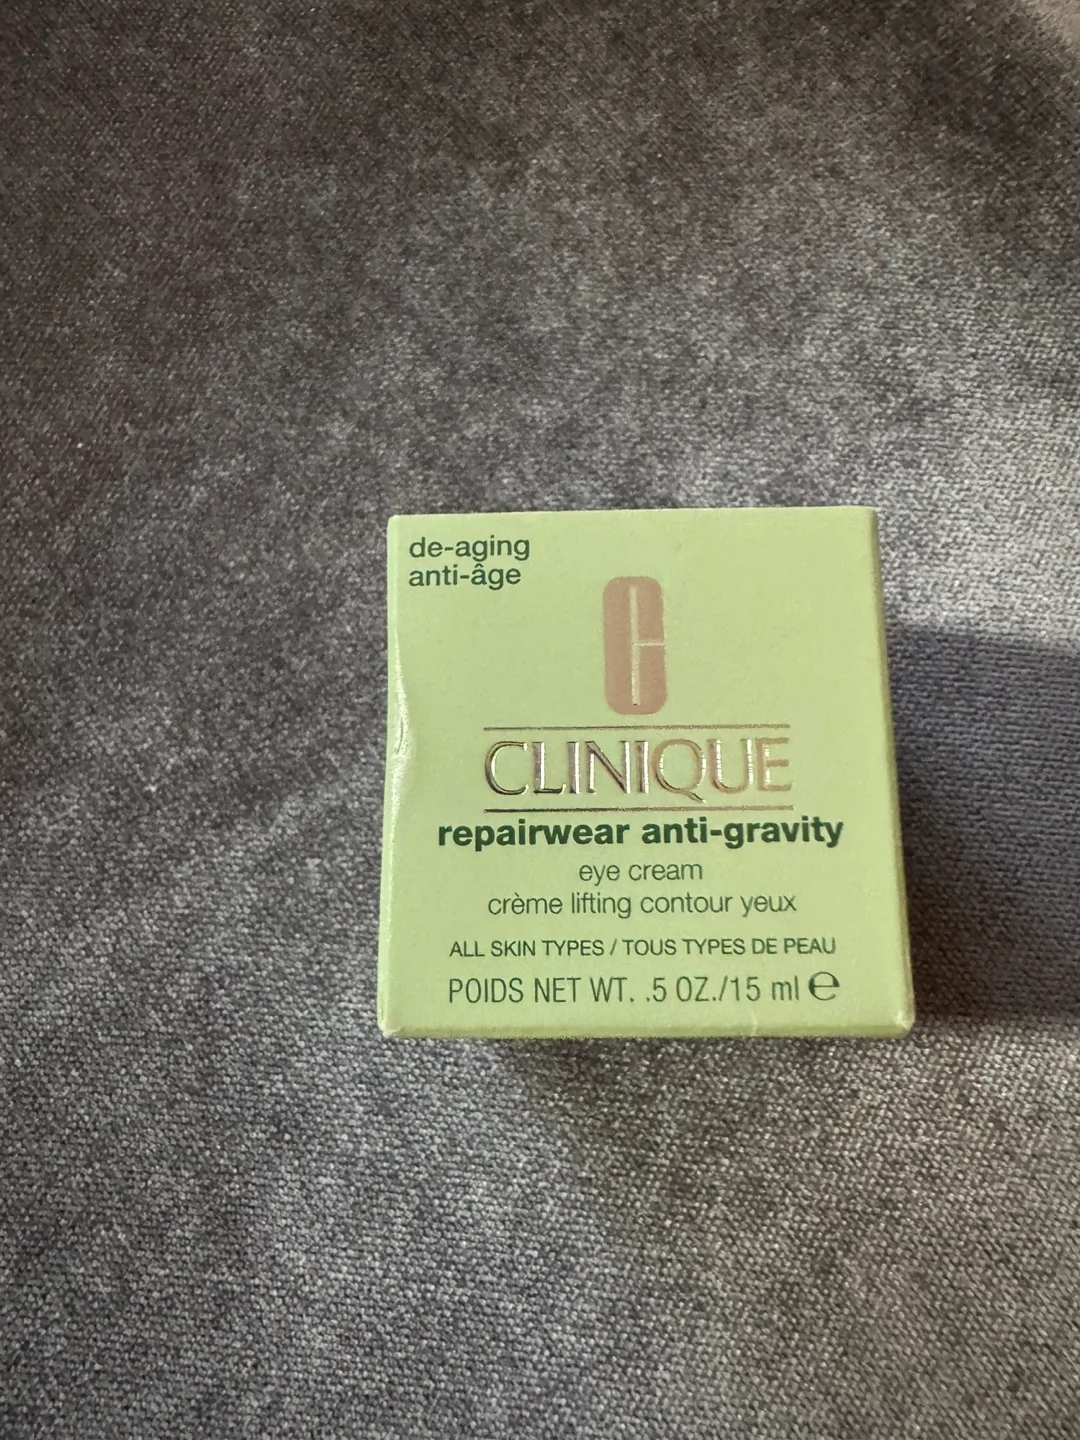 de-aging
anti-âge
C
CLINIQUE
repairwear anti-gravity
eye cream
crème lifting contour yeux
ALL SKIN TYPES / TOUS TYPES DE PEAU
POIDS NET WT. .5 OZ./15 ml ℮